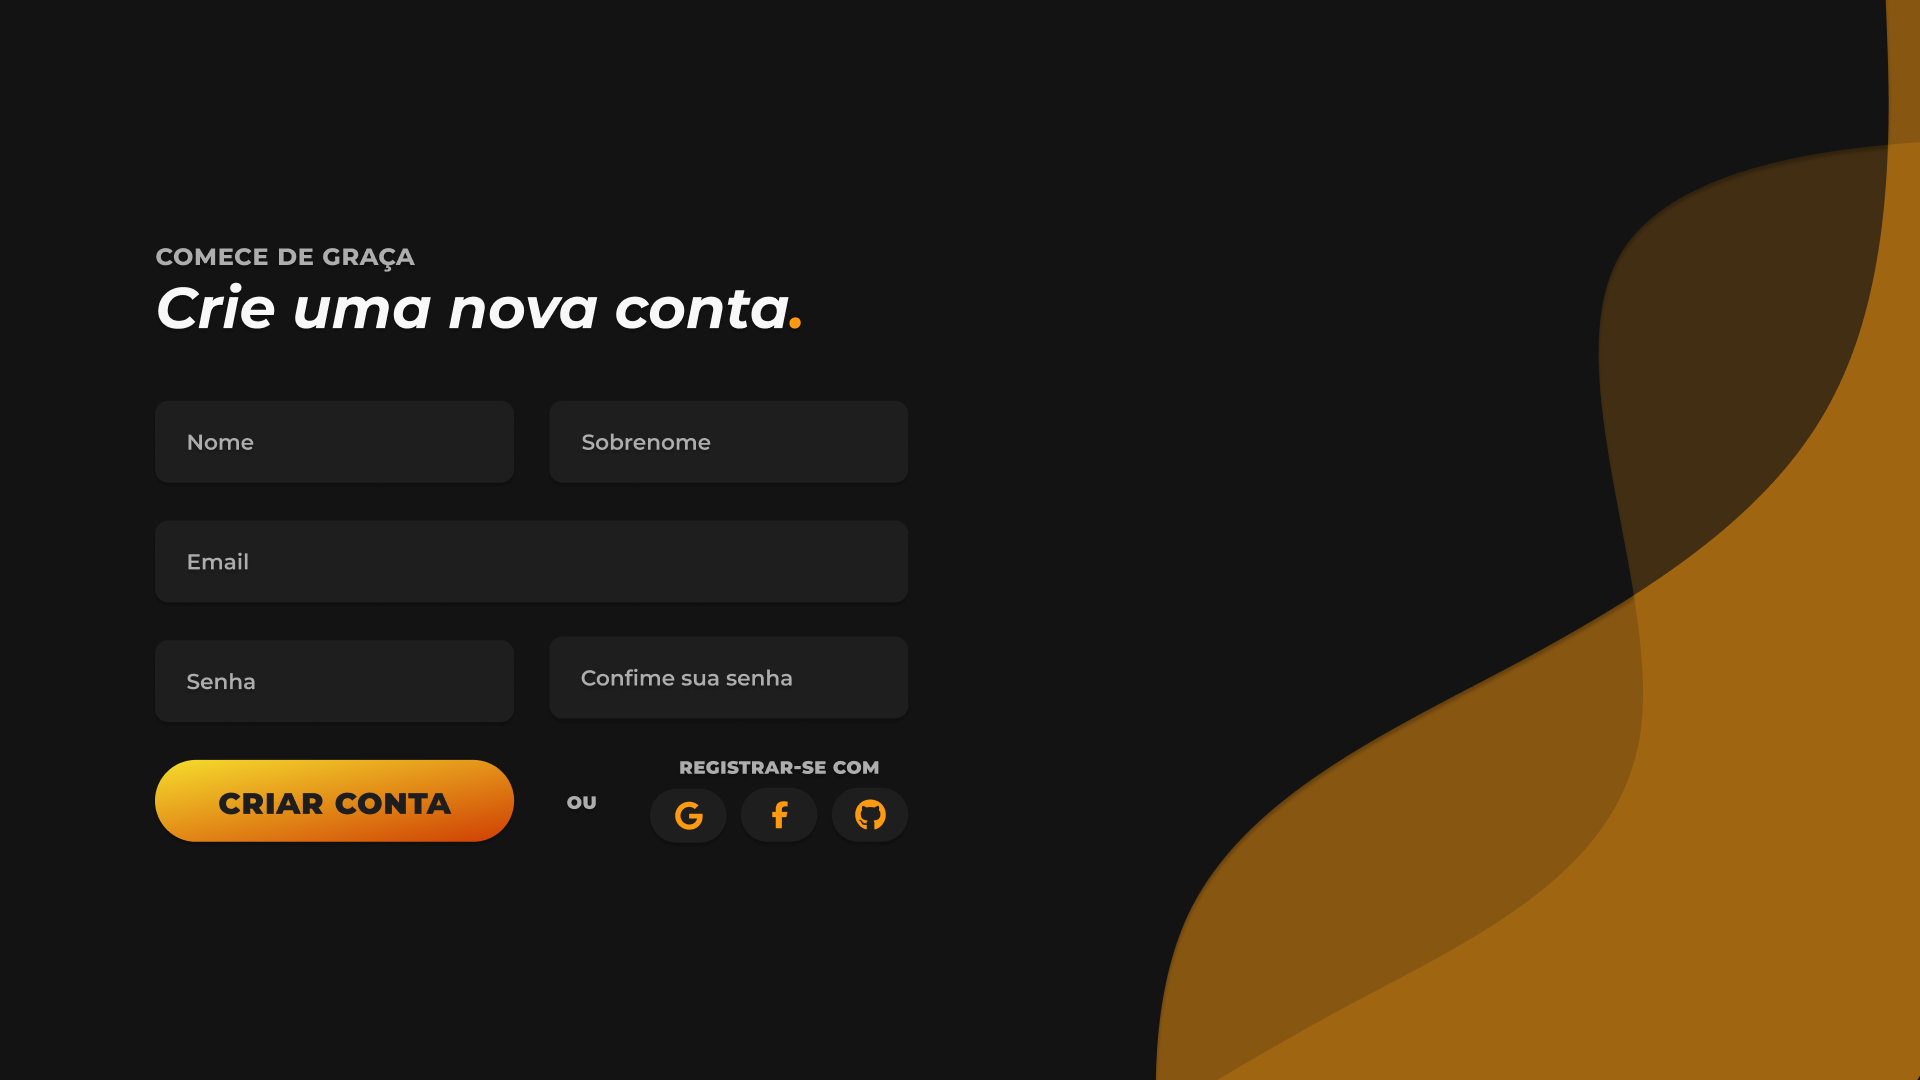 COMECE DE GRAÇA
Crie uma nova conta.
Nome
Sobrenome
Email
Senha
Confime sua senha
CRIAR CONTA
OU
REGISTRAR-SE COM